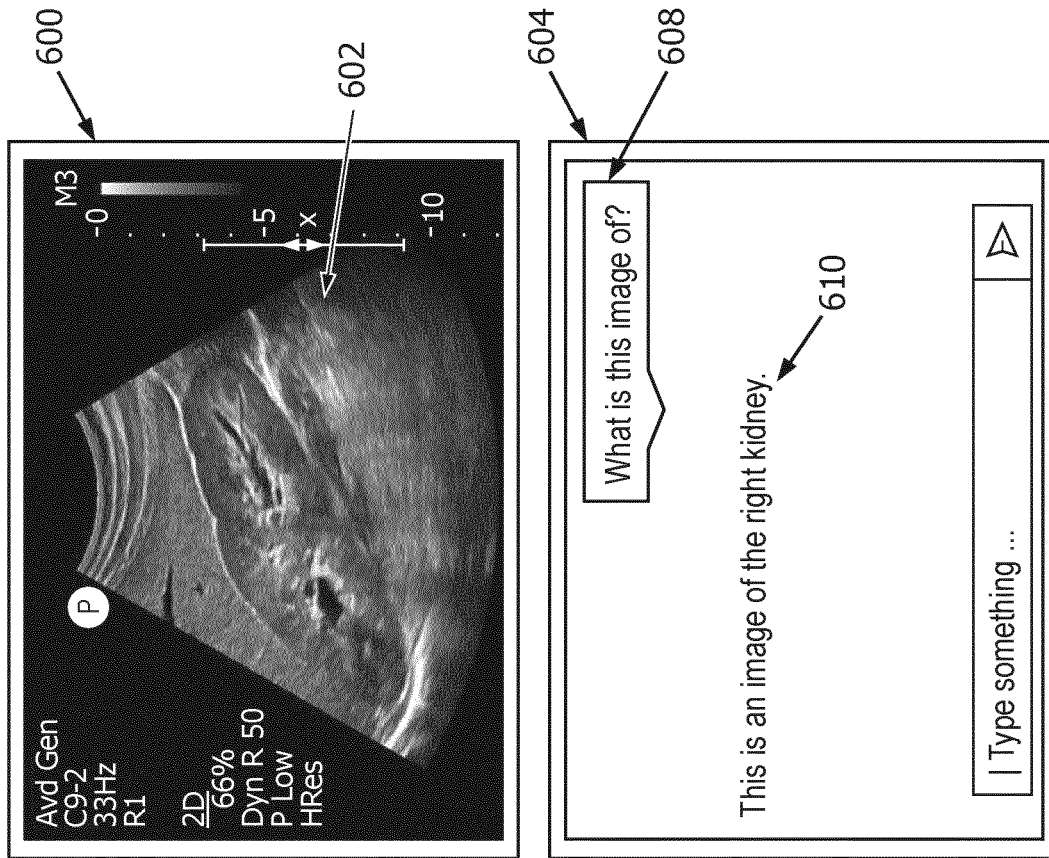 Avd Gen
C9-2
33Hz
R1
2D
66%
Dyn R 50
P Low
HRes
P
M3
-0
-5
x
-10
600
602
What is this image of?
This is an image of the right kidney.
| Type something ...
604
608
610